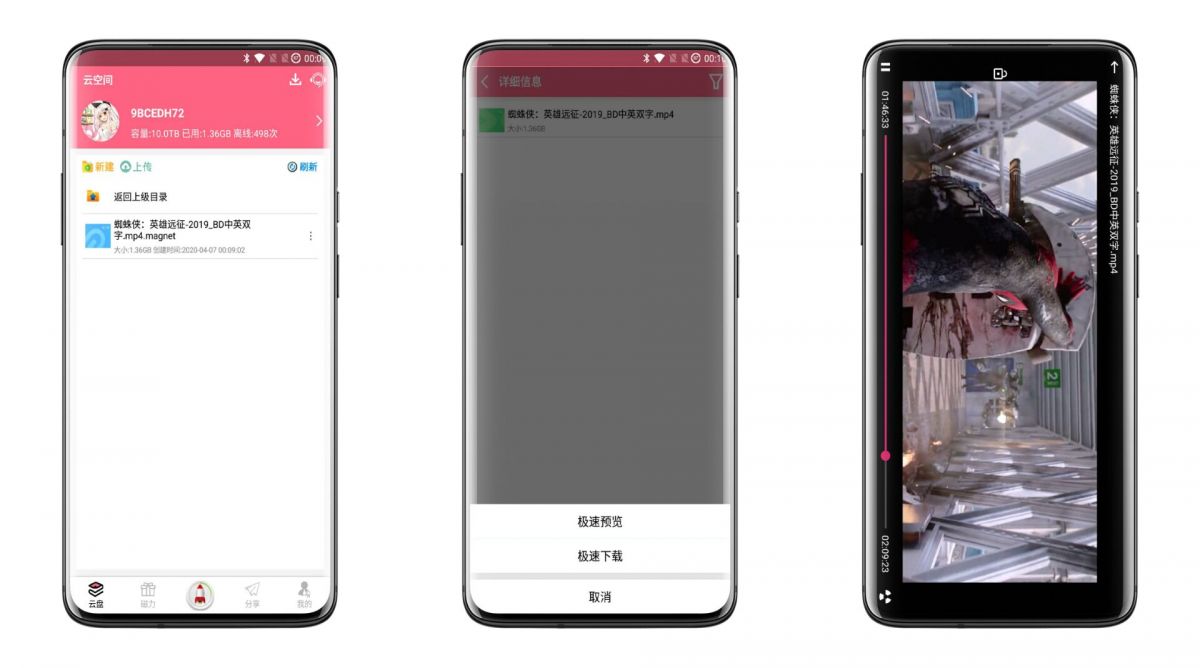 00:09
云空间
9BCEDH72
容量:10.0TB 已用:1.36GB 离线:498次
新建 上传 刷新
返回上级目录
蜘蛛侠：英雄远征-2019_BD中英双
字.mp4.magnet
大小:1.36GB 创建时间:2020-04-07 00:09:02
云盘 磁力 分享 我的
00:10
详细信息
蜘蛛侠：英雄远征-2019_BD中英双字.mp4
大小:1.36GB
极速预览
极速下载
取消
蜘蛛侠：英雄远征-2019_BD中英双字.mp4
01:46:33
02:09:23
2